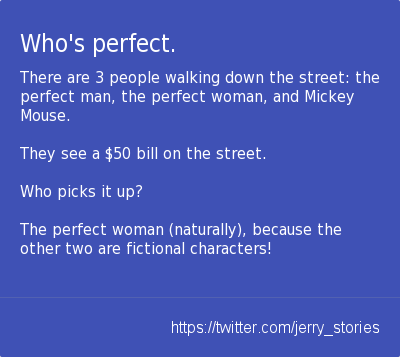 Who's perfect.
There are 3 people walking down the street: the
perfect man, the perfect woman, and Mickey
Mouse.
They see a $50 bill on the street.
Who picks it up?
The perfect woman (naturally), because the
other two are fictional characters!
https://twitter.com/jerry_stories